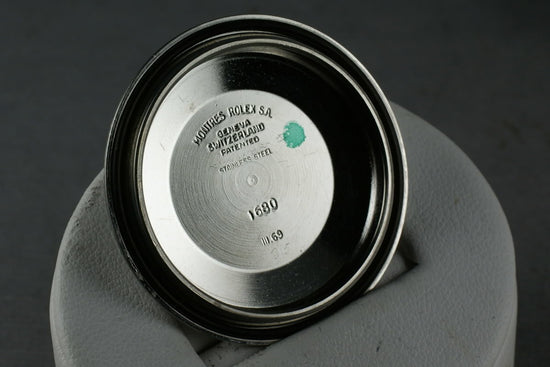 MONTRES ROLEX S.A.
GENEVA
SWITZERLAND
PATENTED
STAINLESS STEEL
1680
III.69